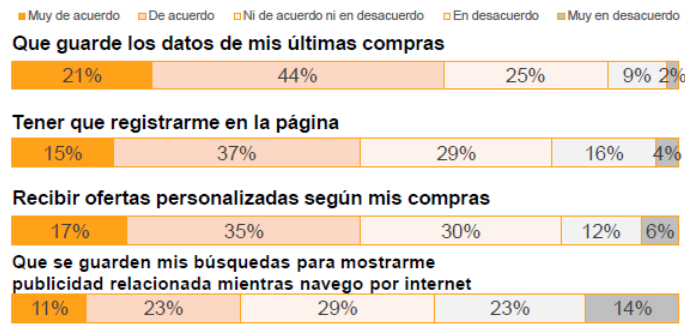 Muy de acuerdo De acuerdo Ni de acuerdo ni en desacuerdo En desacuerdo Muy en desacuerdo
Que guarde los datos de mis últimas compras
21% 44% 25% 9% 2%
Tener que registrarme en la página
15% 37% 29% 16% 4%
Recibir ofertas personalizadas según mis compras
17% 35% 30% 12% 6%
Que se guarden mis búsquedas para mostrarme
publicidad relacionada mientras navego por internet
11% 23% 29% 23% 14%